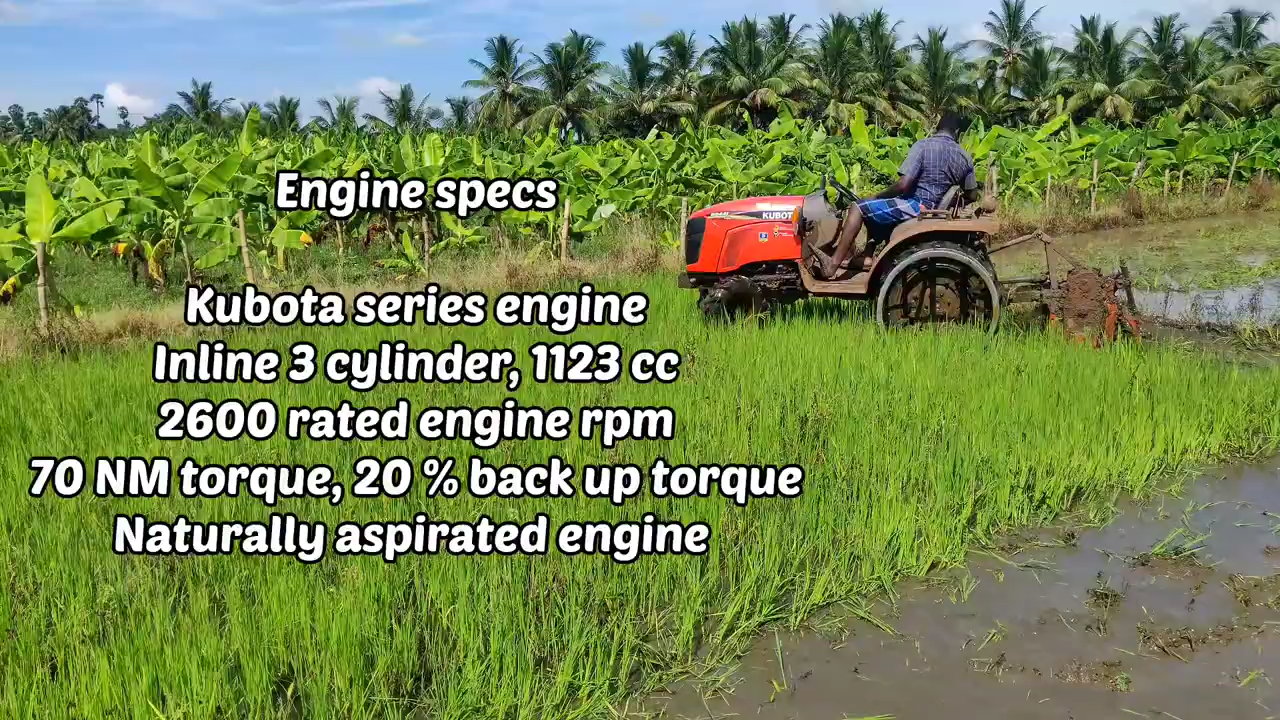 Engine specs
KUBOT
Kubota series engine
Inline 3 cylinder, 1123 cc
2600 rated engine rpm
70 NM torque, 20 % back up torque
Naturally aspirated engine